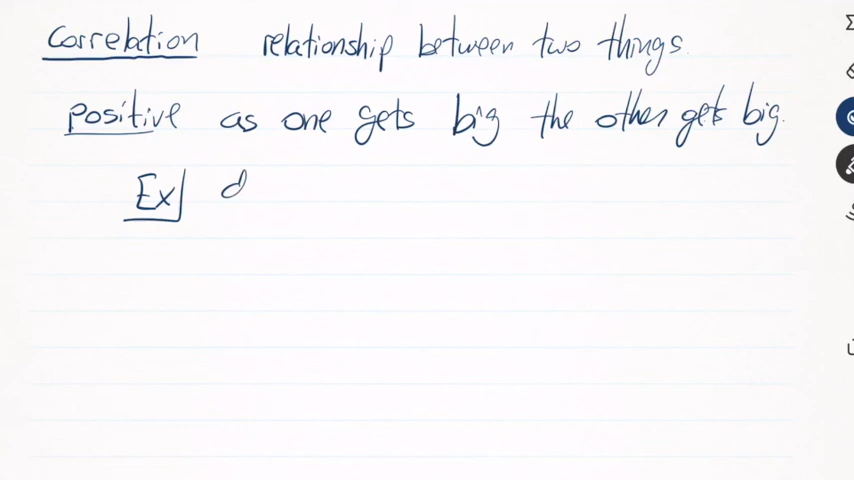 Correlation relationship between two things.
positive as one gets big the other gets big.
Ex d